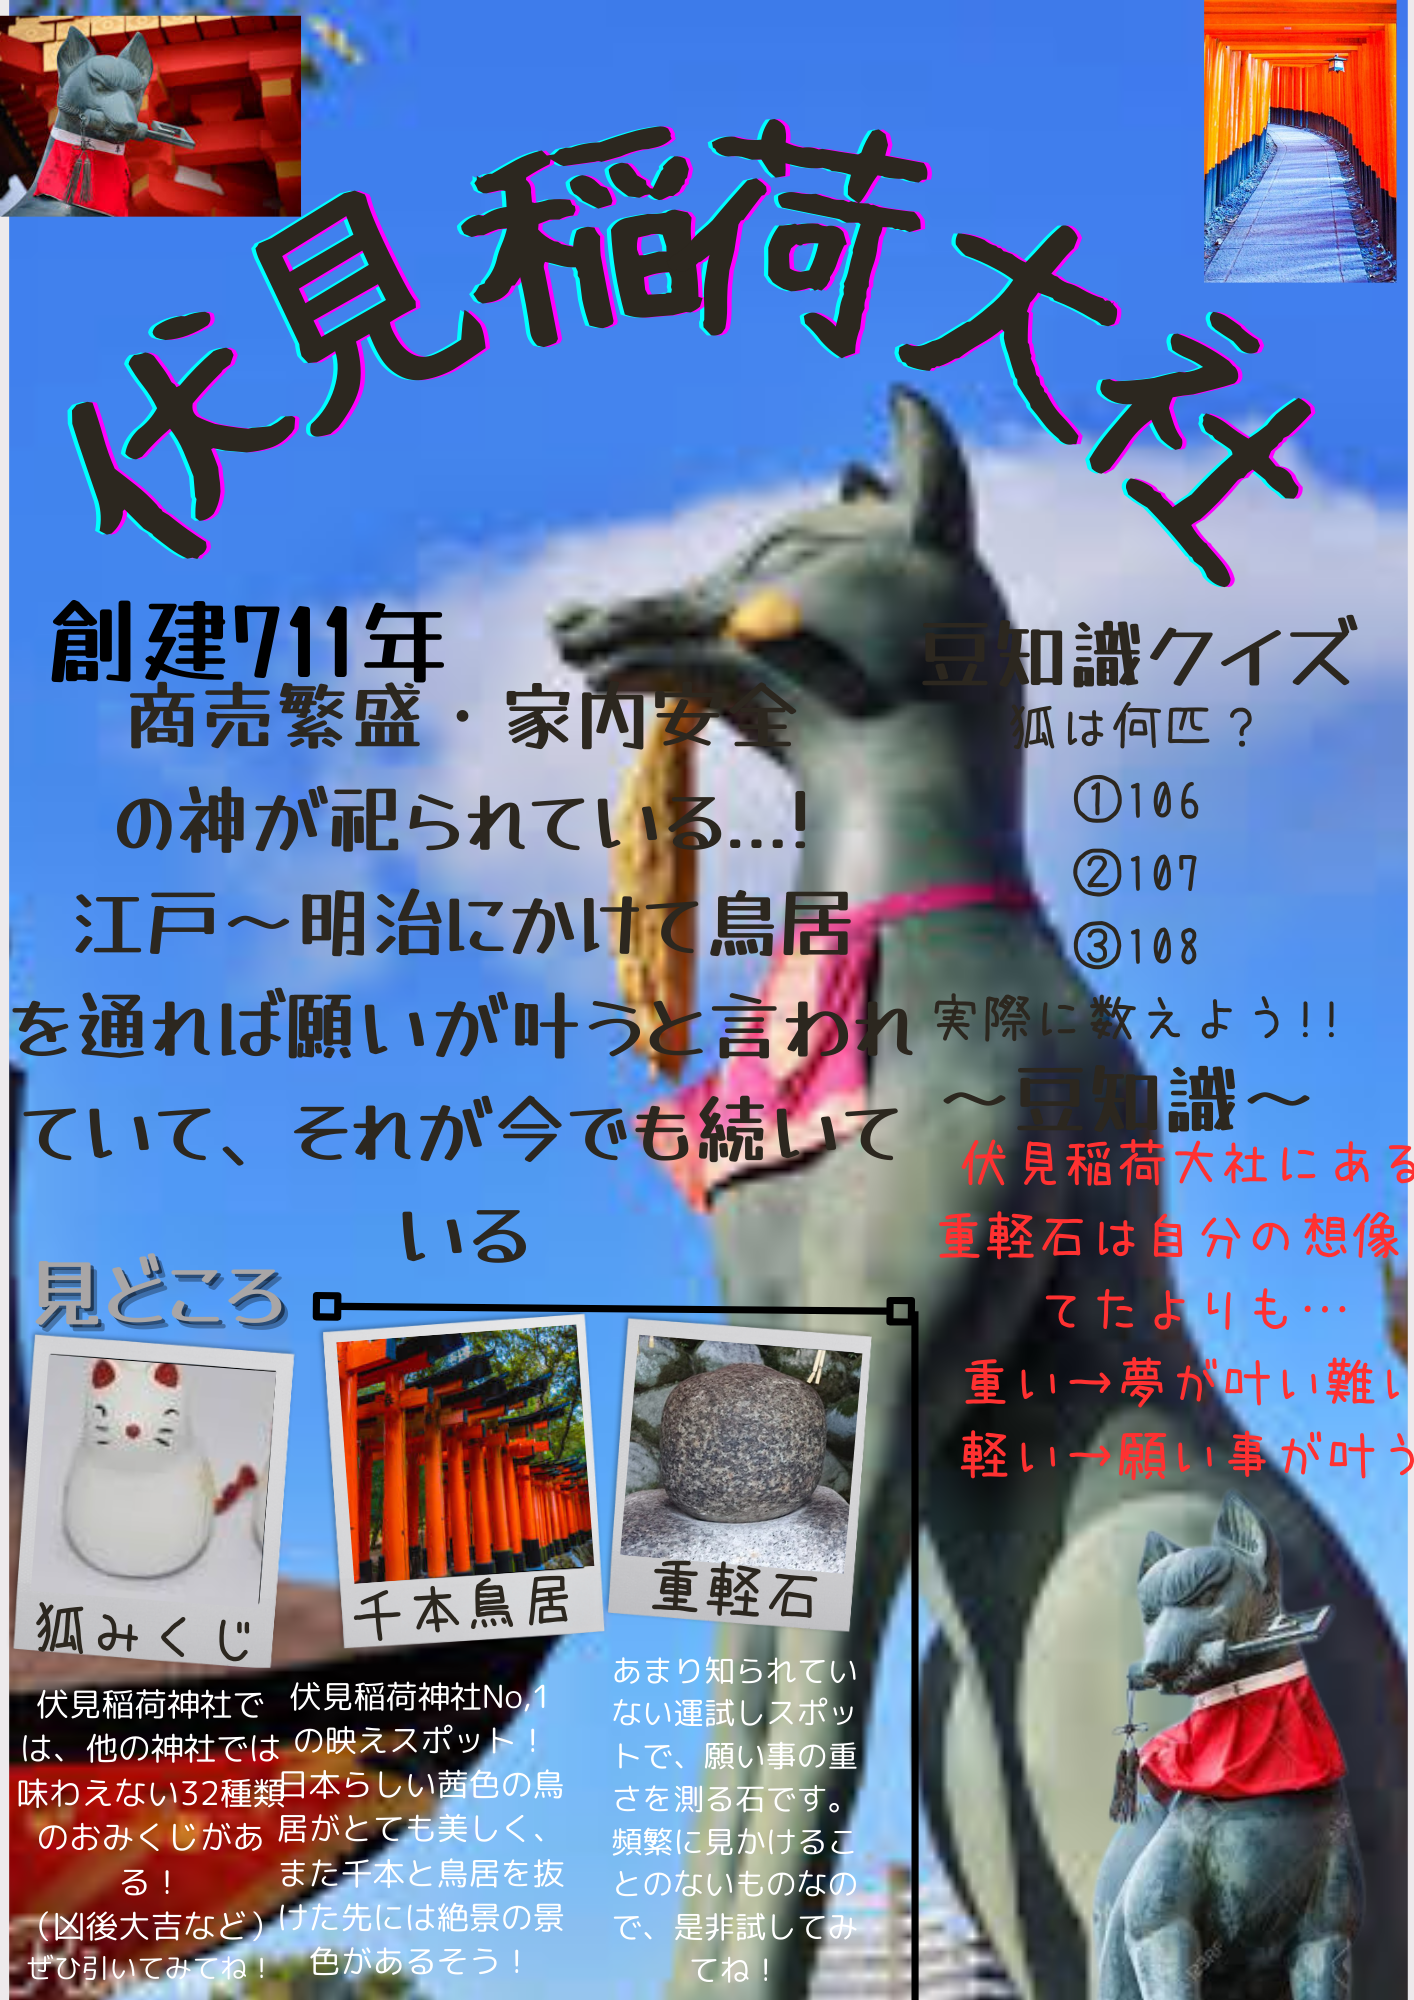 伏見稲荷大社
創建711年
商売繁盛・家内安全
の神が祀られている...!
江戸～明治にかけて鳥居
を通れば願いが叶うと言われ
ていて、それが今でも続いて
いる
豆知識クイズ
狐は何匹？
①106
②107
③108
実際に数えよう!!
～豆知識～
伏見稲荷大社にある
重軽石は自分の想像
てたよりも…
重い→夢が叶い難い
軽い→願い事が叶う
見どころ
狐みくじ
伏見稲荷神社で
は、他の神社では
味わえない32種類
のおみくじがあ
る！
（凶後大吉など）
ぜひ引いてみてね！
千本鳥居
伏見稲荷神社No,1
の映えスポット！
日本らしい茜色の鳥
居がとても美しく、
また千本と鳥居を抜
けた先には絶景の景
色があるそう！
重軽石
あまり知られてい
ない運試しスポッ
トで、願い事の重
さを測る石です。
頻繁に見かけるこ
とのないものなの
で、是非試してみ
てね！
123RF